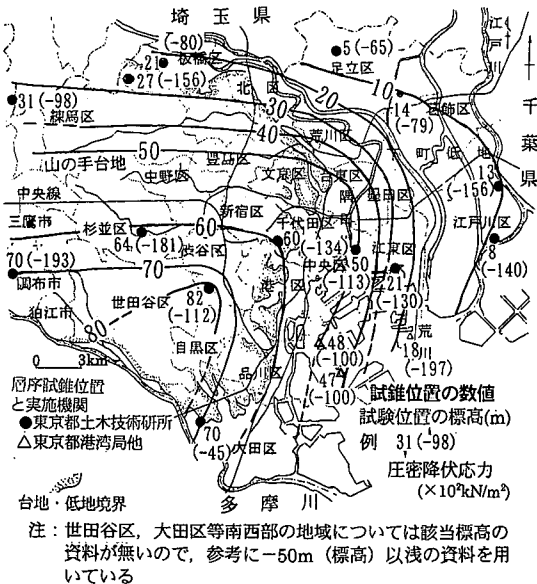 埼玉県
江戸川
千葉県
(-80)
21
板橋区
27 (-156)
5 (-65)
足立区
31 (-98)
練馬区
北区
30
20
10
14
(-79)
葛飾区
40
荒川区
50
山の手台地
豊島区
文京区
台東区
下町低地
中野区
隅田
墨田区
13
(-156)
中央線
新宿区
三鷹市
杉並区
60
千代田区
江戸川区
64 (-181)
渋谷区
60
(-134)
江東区
8
(-140)
70 (-193)
70
中央区
50
(-113)
21
(-130)
調布市
世田谷区
82
(-112)
港区
狛江市
80
目黒区
48
(-100)
荒川
18
(-197)
0 3km
品川区
47
(-100)
層序試錐位置
と実施機関
●東京都土木技術研所
△東京都港湾局他
70
(-45)
大田区
試錐位置の数値
試験位置の標高(m)
例 31 (-98)
圧密降伏応力
(×10²kN/m²)
台地・低地境界
多摩川
注:世田谷区,大田区等南西部の地域については該当標高の
資料が無いので,参考に-50m(標高)以浅の資料を用
いている